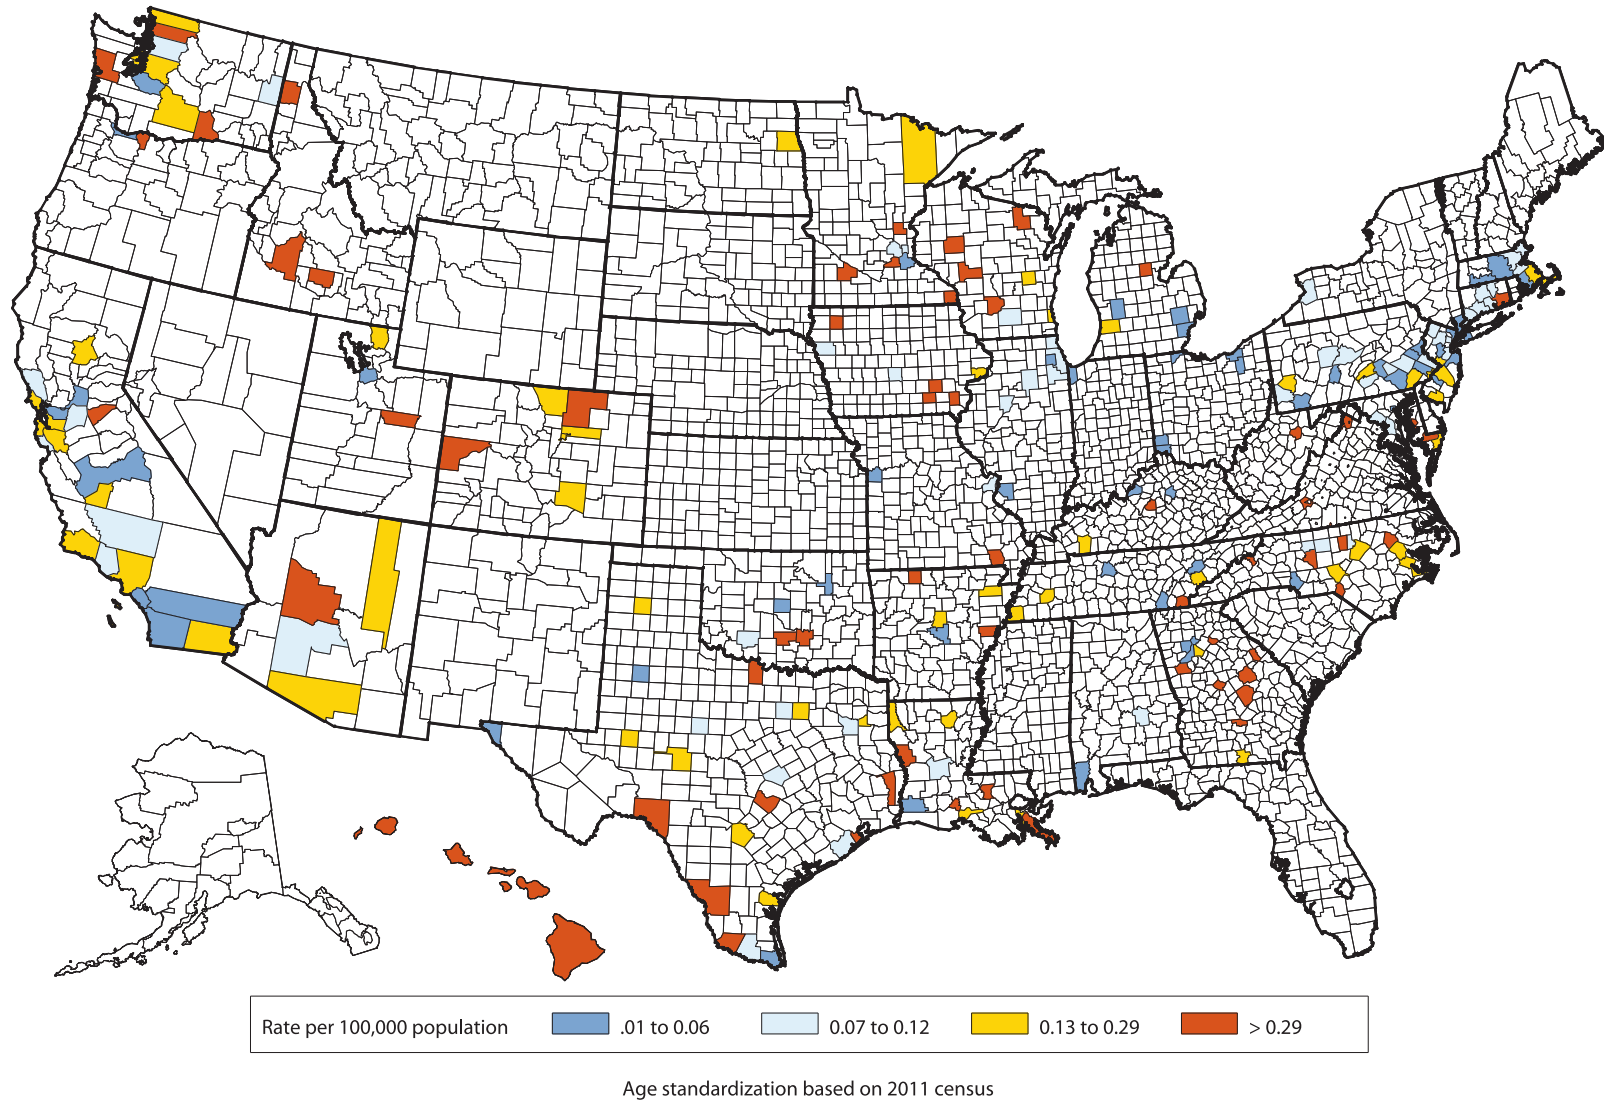 Rate per 100,000 population .01 to 0.06 0.07 to 0.12 0.13 to 0.29 > 0.29
Age standardization based on 2011 census